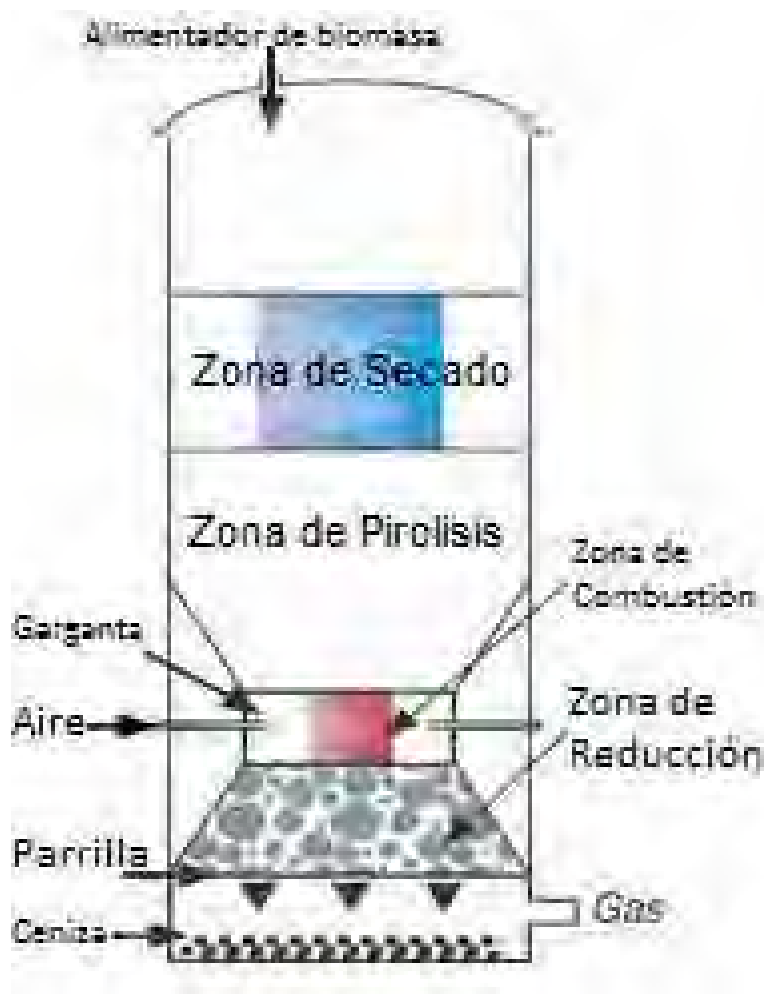 Alimentador de biomasa
Zona de Secado
Zona de Pirolisis
Zona de
Combustión
Garganta
Aire
Zona de
Reducción
Parrilla
Gas
Ceniza